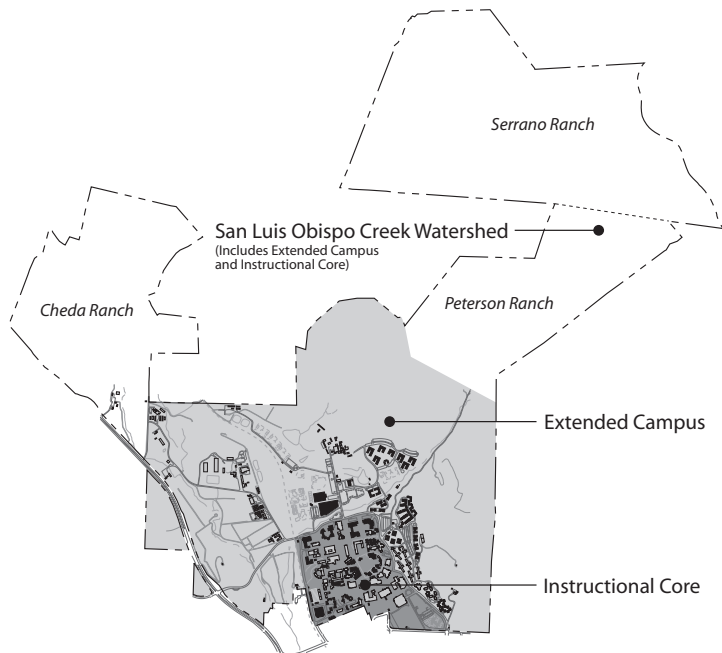 Serrano Ranch
San Luis Obispo Creek Watershed
(Includes Extended Campus
and Instructional Core)
Cheda Ranch
Peterson Ranch
Extended Campus
Instructional Core